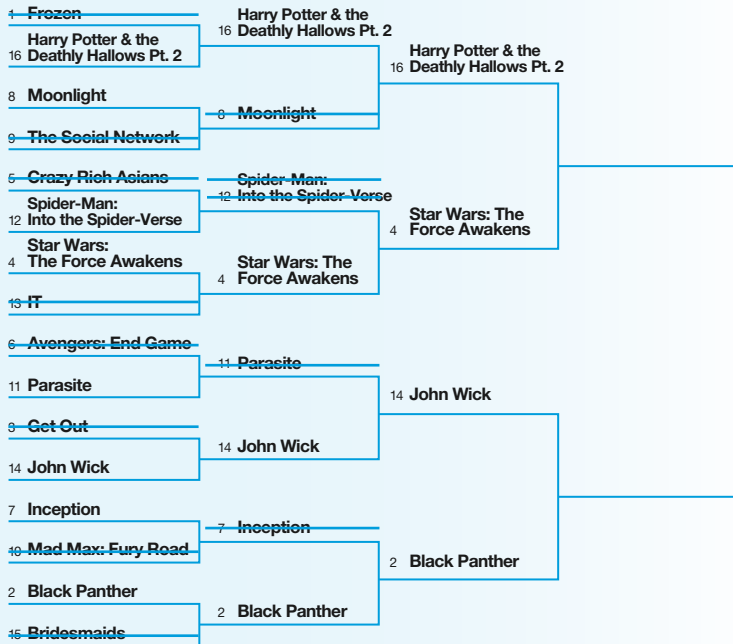 1 Frozen
16 Harry Potter & the
Deathly Hallows Pt. 2
8 Moonlight
9 The Social Network
5 Crazy Rich Asians
12 Spider-Man:
Into the Spider-Verse
4 Star Wars:
The Force Awakens
13 IT
6 Avengers: End Game
11 Parasite
3 Get Out
14 John Wick
7 Inception
10 Mad Max: Fury Road
2 Black Panther
15 Bridesmaids
16 Harry Potter & the
Deathly Hallows Pt. 2
8 Moonlight
12 Spider-Man:
Into the Spider-Verse
4 Star Wars: The
Force Awakens
11 Parasite
14 John Wick
7 Inception
2 Black Panther
16 Harry Potter & the
Deathly Hallows Pt. 2
4 Star Wars: The
Force Awakens
14 John Wick
2 Black Panther